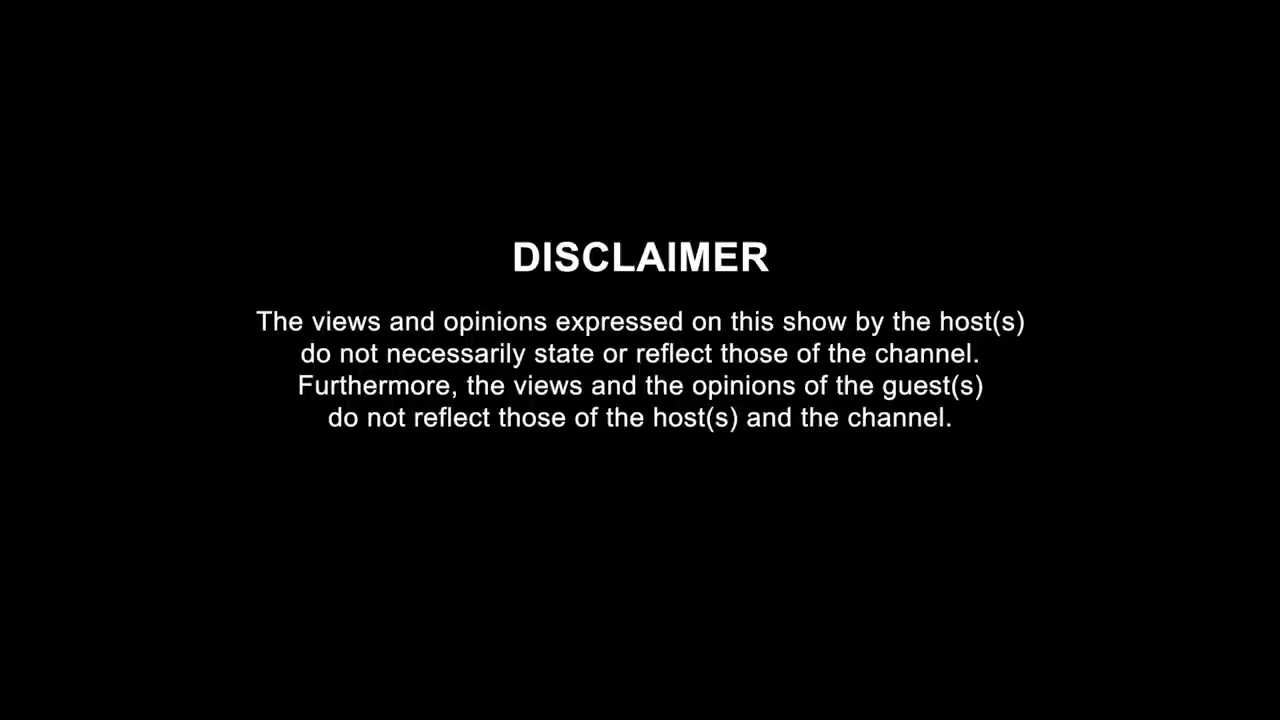 DISCLAIMER
The views and opinions expressed on this show by the host(s)
do not necessarily state or reflect those of the channel.
Furthermore, the views and the opinions of the guest(s)
do not reflect those of the host(s) and the channel.